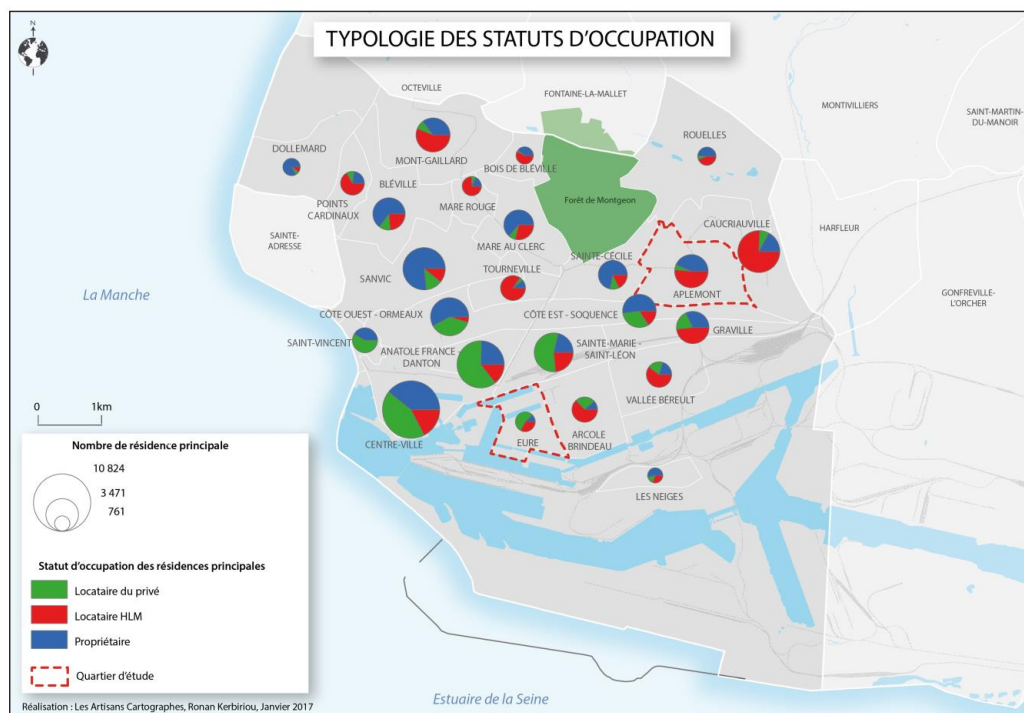 N
TYPOLOGIE DES STATUTS D'OCCUPATION
OCTEVILLE
FONTAINE-LA-MALLET
MONTIVILLIERS
SAINT-MARTIN-
DU-MANOIR
ROUELLES
DOLLEMARD
MONT-GAILLARD
BOIS DE BLÉVILLE
BLÉVILLE
POINTS
CARDINAUX
MARE ROUGE
Forêt de Montgeon
CAUCRIAUVILLE
HARFLEUR
SAINTE-
ADRESSE
MARE AU CLERC
SAINTE-CÉCILE
SANVIC
TOURNEVILLE
APLEMONT
GONFREVILLE-
L'ORCHER
La Manche
CÔTE OUEST - ORMEAUX
CÔTE EST - SOQUENCE
GRAVILLE
SAINT-VINCENT
ANATOLE FRANCE -
DANTON
SAINTE-MARIE -
SAINT-LÉON
VALLÉE BÉREULT
0 1km
CENTRE-VILLE
EURE
ARCOLE
BRINDEAU
LES NEIGES
Nombre de résidence principale
10 824
3 471
761
Statut d'occupation des résidences principales
Locataire du privé
Locataire HLM
Propriétaire
Quartier d'étude
Estuaire de la Seine
Réalisation : Les Artisans Cartographes, Ronan Kerbiriou, Janvier 2017